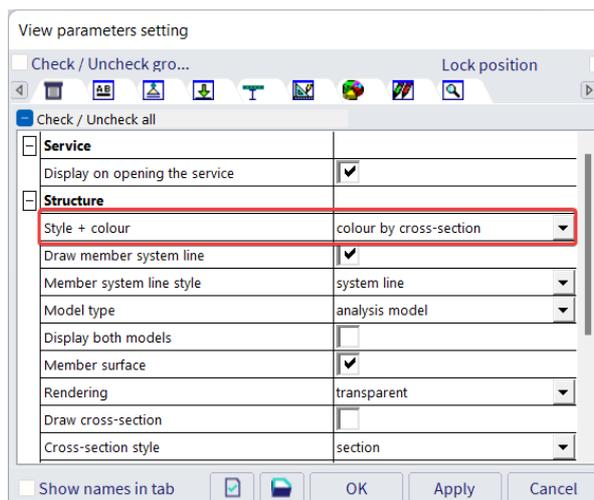 View parameters setting
Check / Uncheck gro... Lock position
AB
Check / Uncheck all
Service
Display on opening the service
Structure
Style + colour colour by cross-section
Draw member system line
Member system line style system line
Model type analysis model
Display both models
Member surface
Rendering transparent
Draw cross-section
Cross-section style section
Show names in tab OK Apply Cancel